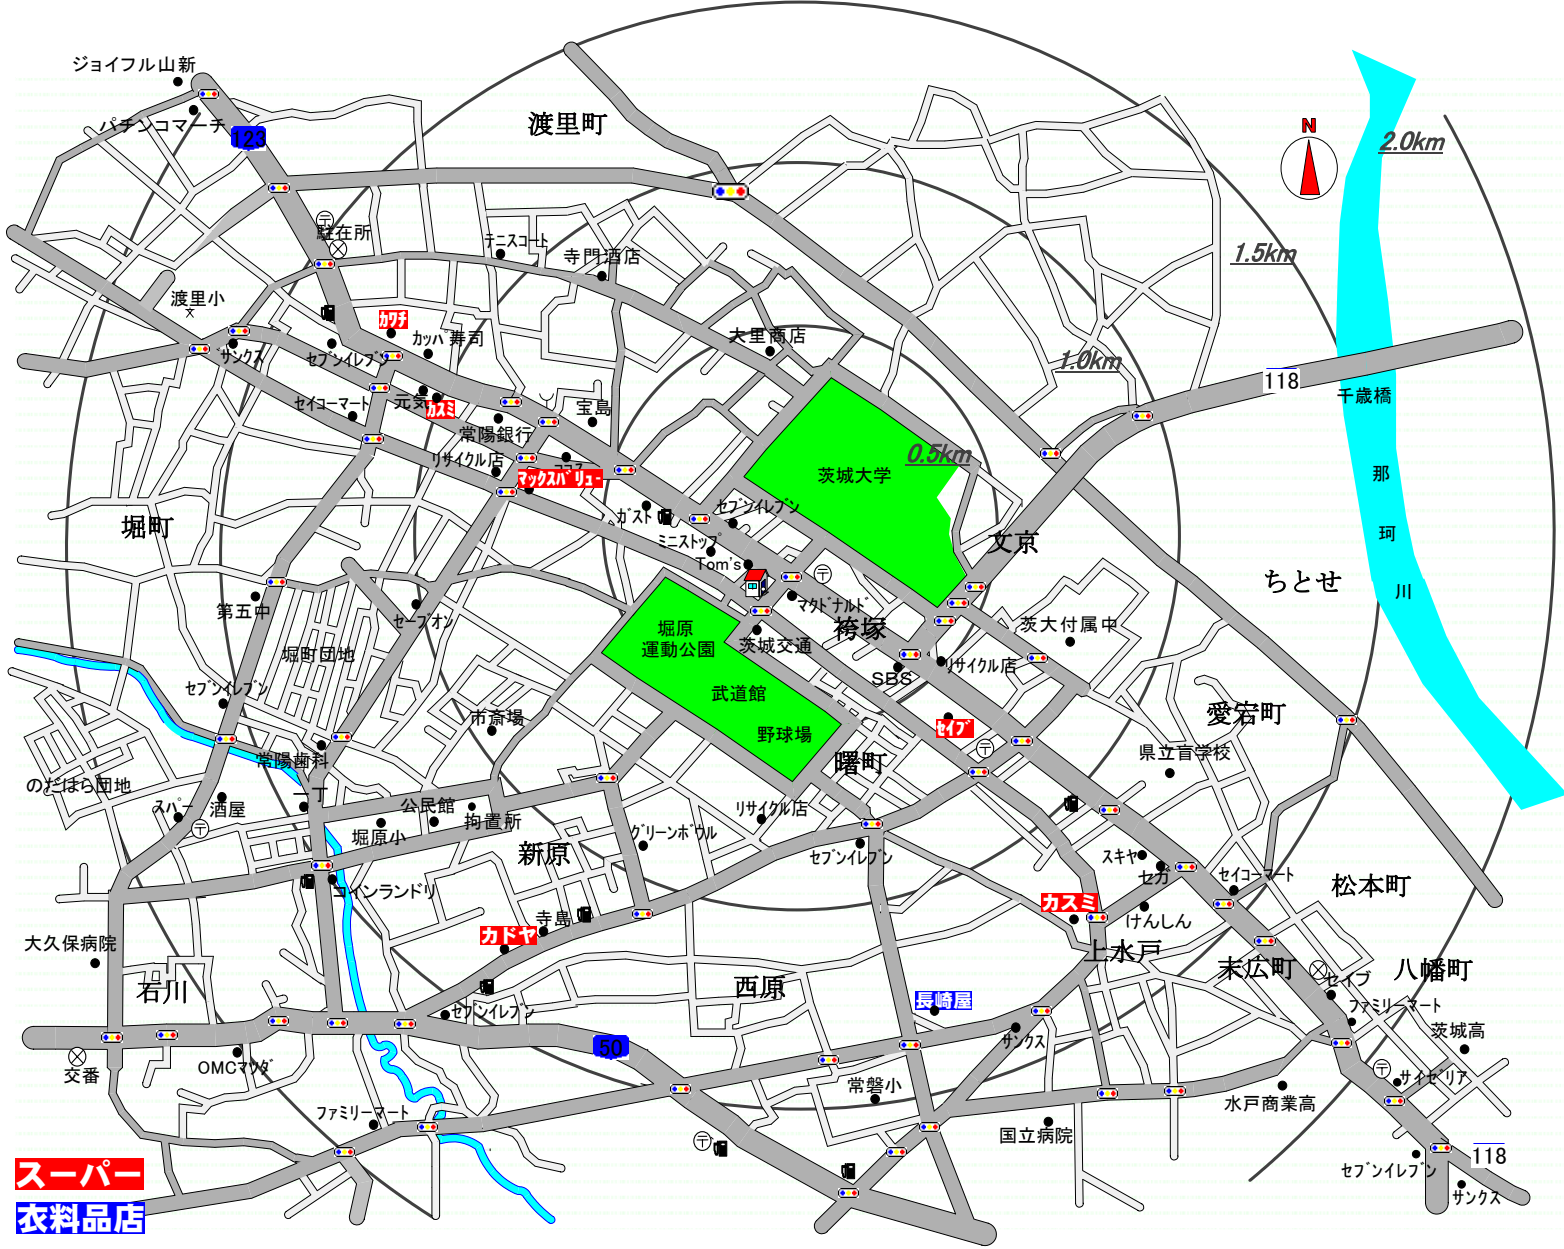 ジョイフル山新
パチンコマーチ
123
渡里町
N
2.0km
駐在所
テニスコート
寺門酒店
1.5km
渡里小
カワチ
カッパ寿司
サンクス
セブンイレブン
大里商店
1.0km
118
千歳橋
セイコーマート
元気
カスミ
宝島
常陽銀行
リサイクル店
ココス
マックスバリュー
0.5km
茨城大学
那
珂
川
堀町
ガスト
セブンイレブン
ミニストップ
Tom's
文京
ちとせ
第五中
セーブオン
マクドナルド
袴塚
茨大付属中
堀原
運動公園
茨城交通
堀町団地
セブンイレブン
SBS
リサイクル店
武道館
市斎場
野球場
セイブ
愛宕町
常陽歯科
曙町
県立盲学校
のだはら団地
一丁
スパー
酒屋
公民館
拘置所
堀原小
リサイクル店
グリーンボウル
新原
セブンイレブン
スキヤ
セガ
セイコーマート
コインランドリ
松本町
カスミ
けんしん
寺島
カドヤ
大久保病院
上水戸
末広町
八幡町
石川
西原
長崎屋
セイブ
ファミリーマート
セブンイレブン
サンクス
茨城高
50
交番
OMCマツダ
常磐小
サイゼリア
水戸商業高
ファミリーマート
国立病院
118
セブンイレブン
サンクス
スーパー
衣料品店